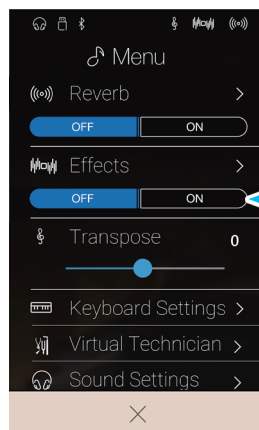 Menu
Reverb
OFF ON
Effects
OFF ON
Transpose 0
Keyboard Settings
Virtual Technician
Sound Settings